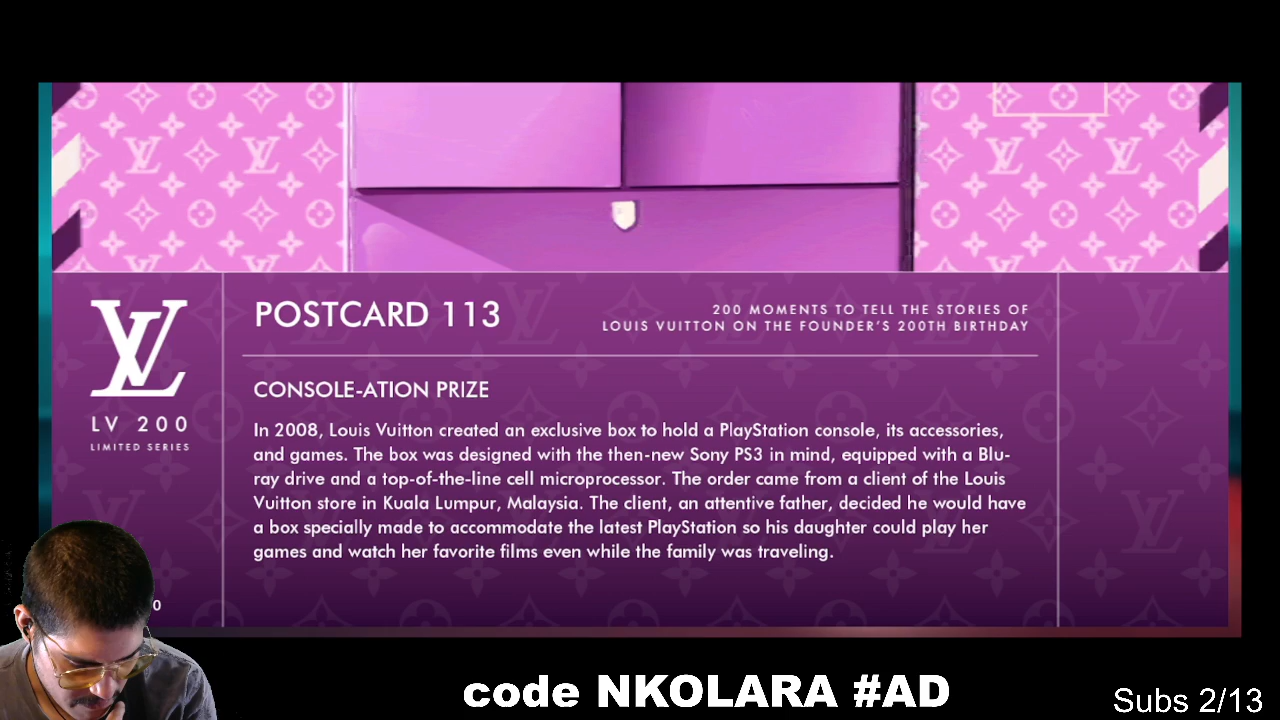 POSTCARD 113
200 MOMENTS TO TELL THE STORIES OF
LOUIS VUITTON ON THE FOUNDER'S 200TH BIRTHDAY
LV
LV 200
LIMITED SERIES
CONSOLE-ATION PRIZE
In 2008, Louis Vuitton created an exclusive box to hold a PlayStation console, its accessories,
and games. The box was designed with the then-new Sony PS3 in mind, equipped with a Blu-
ray drive and a top-of-the-line cell microprocessor. The order came from a client of the Louis
Vuitton store in Kuala Lumpur, Malaysia. The client, an attentive father, decided he would have
a box specially made to accommodate the latest PlayStation so his daughter could play her
games and watch her favorite films even while the family was traveling.
0
code NKOLARA #AD
Subs 2/13